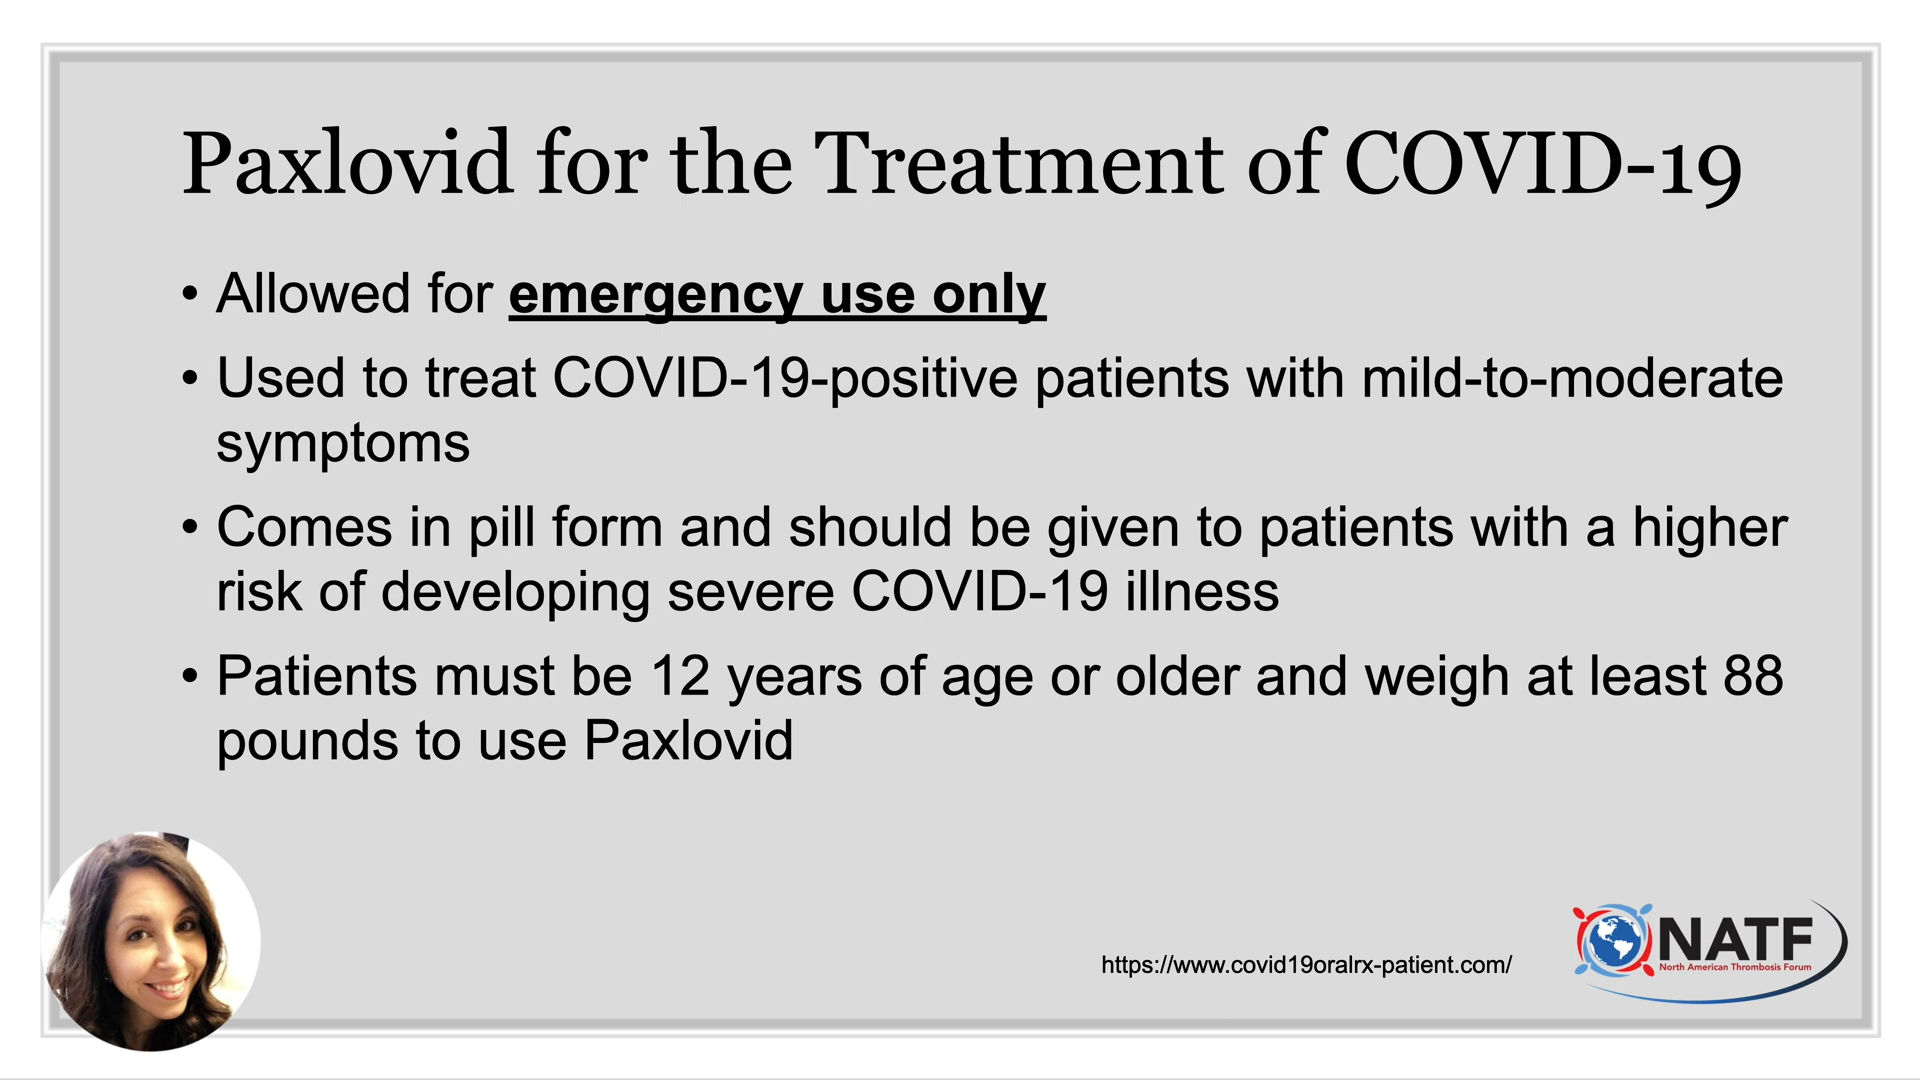 Paxlovid for the Treatment of COVID-19
• Allowed for emergency use only
• Used to treat COVID-19-positive patients with mild-to-moderate
symptoms
• Comes in pill form and should be given to patients with a higher
risk of developing severe COVID-19 illness
• Patients must be 12 years of age or older and weigh at least 88
pounds to use Paxlovid
https://www.covid19oralrx-patient.com/
NATF
North American Thrombosis Forum